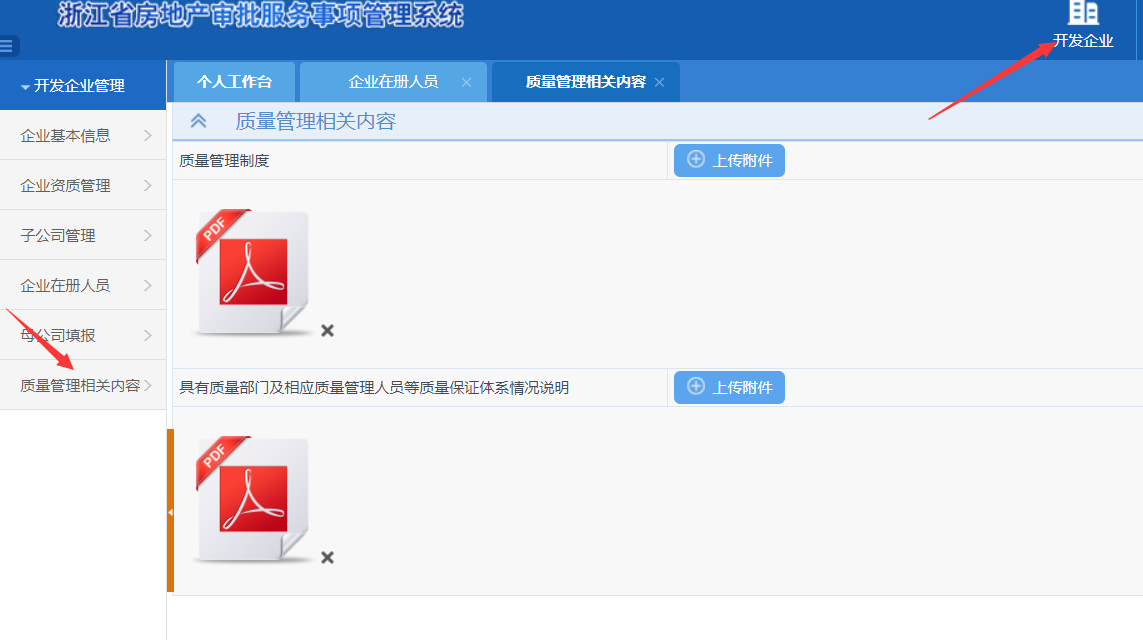 浙江省房地产审批服务事项管理系统
开发企业
开发企业管理
企业基本信息
企业资质管理
子公司管理
企业在册人员
母公司填报
质量管理相关内容
个人工作台
企业在册人员
质量管理相关内容
质量管理相关内容
质量管理制度
上传附件
PDF
具有质量部门及相应质量管理人员等质量保证体系情况说明
上传附件
PDF